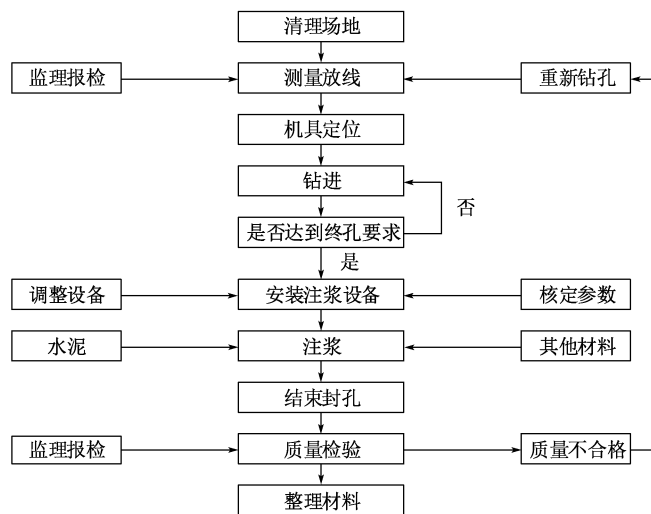 清理场地
监理报检
测量放线
重新钻孔
机具定位
钻进
否
是否达到终孔要求
是
调整设备
安装注浆设备
核定参数
水泥
注浆
其他材料
结束封孔
监理报检
质量检验
质量不合格
整理材料